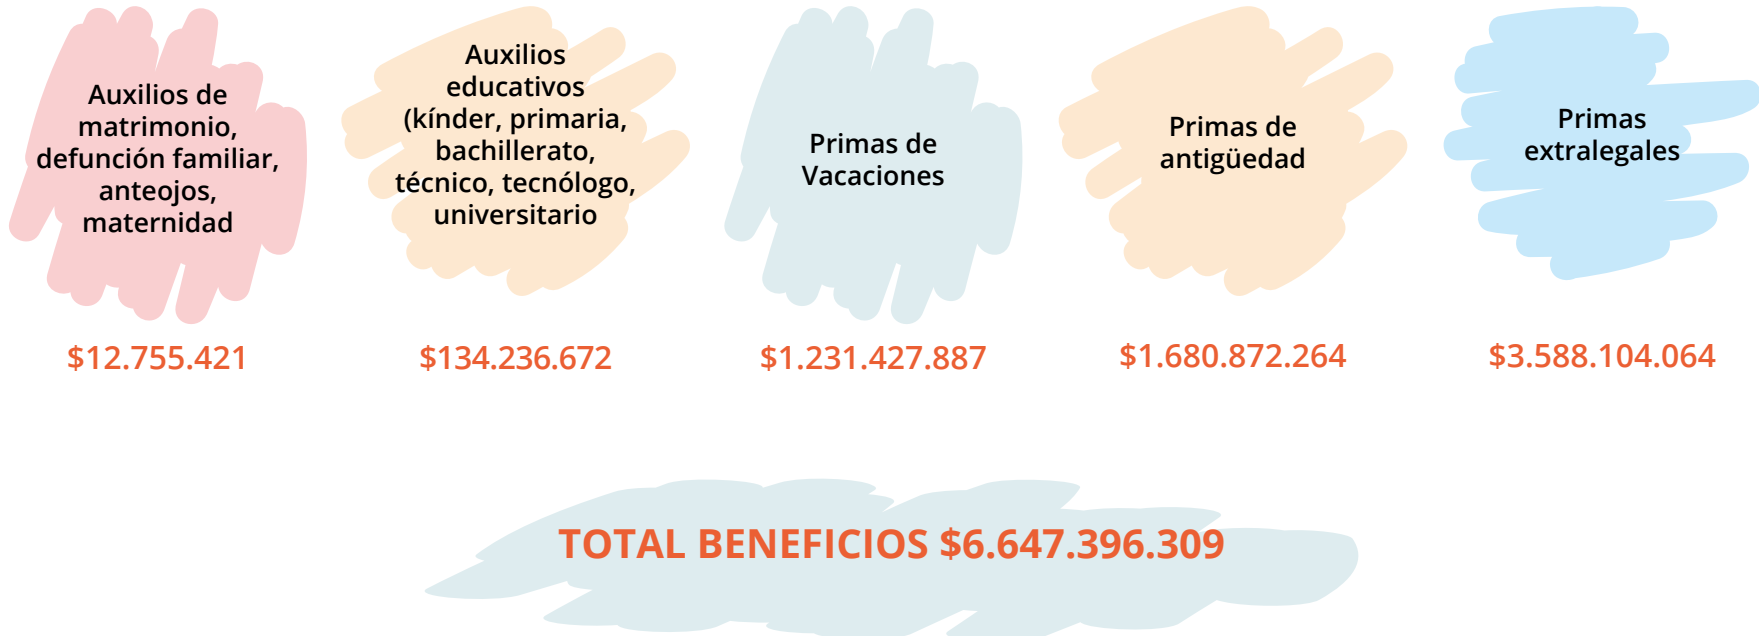 Auxilios de
matrimonio,
defunción familiar,
anteojos,
maternidad
$12.755.421
Auxilios
educativos
(kínder, primaria,
bachillerato,
técnico, tecnólogo,
universitario
$134.236.672
Primas de
Vacaciones
$1.231.427.887
Primas de
antigüedad
$1.680.872.264
Primas
extralegales
$3.588.104.064
TOTAL BENEFICIOS $6.647.396.309